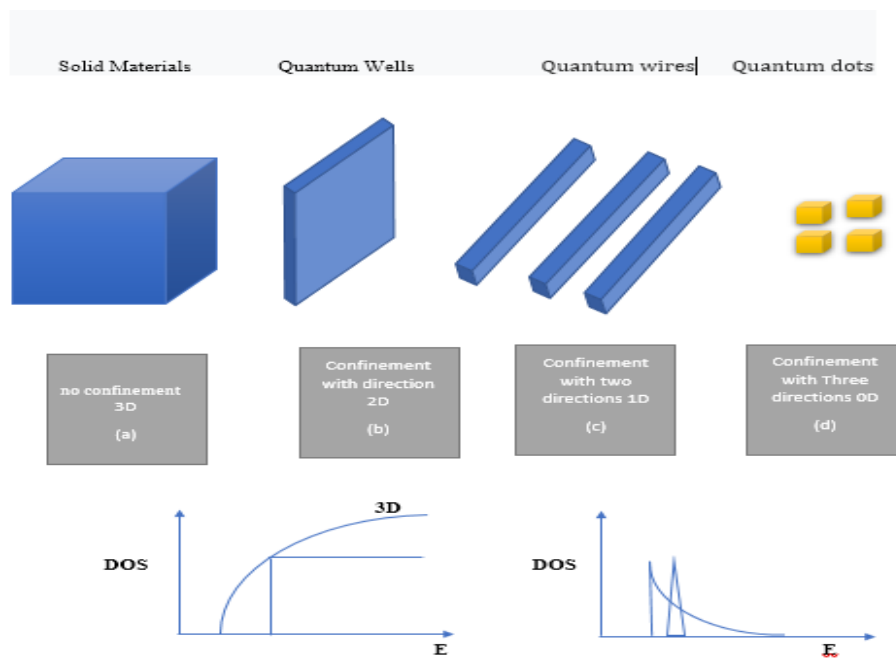 Solid Materials Quantum Wells Quantum wires Quantum dots
no confinement
3D
(a)
Confinement
with direction
2D
(b)
Confinement
with two
directions 1D
(c)
Confinement
with Three
directions 0D
(d)
3D
DOS
E
DOS
E